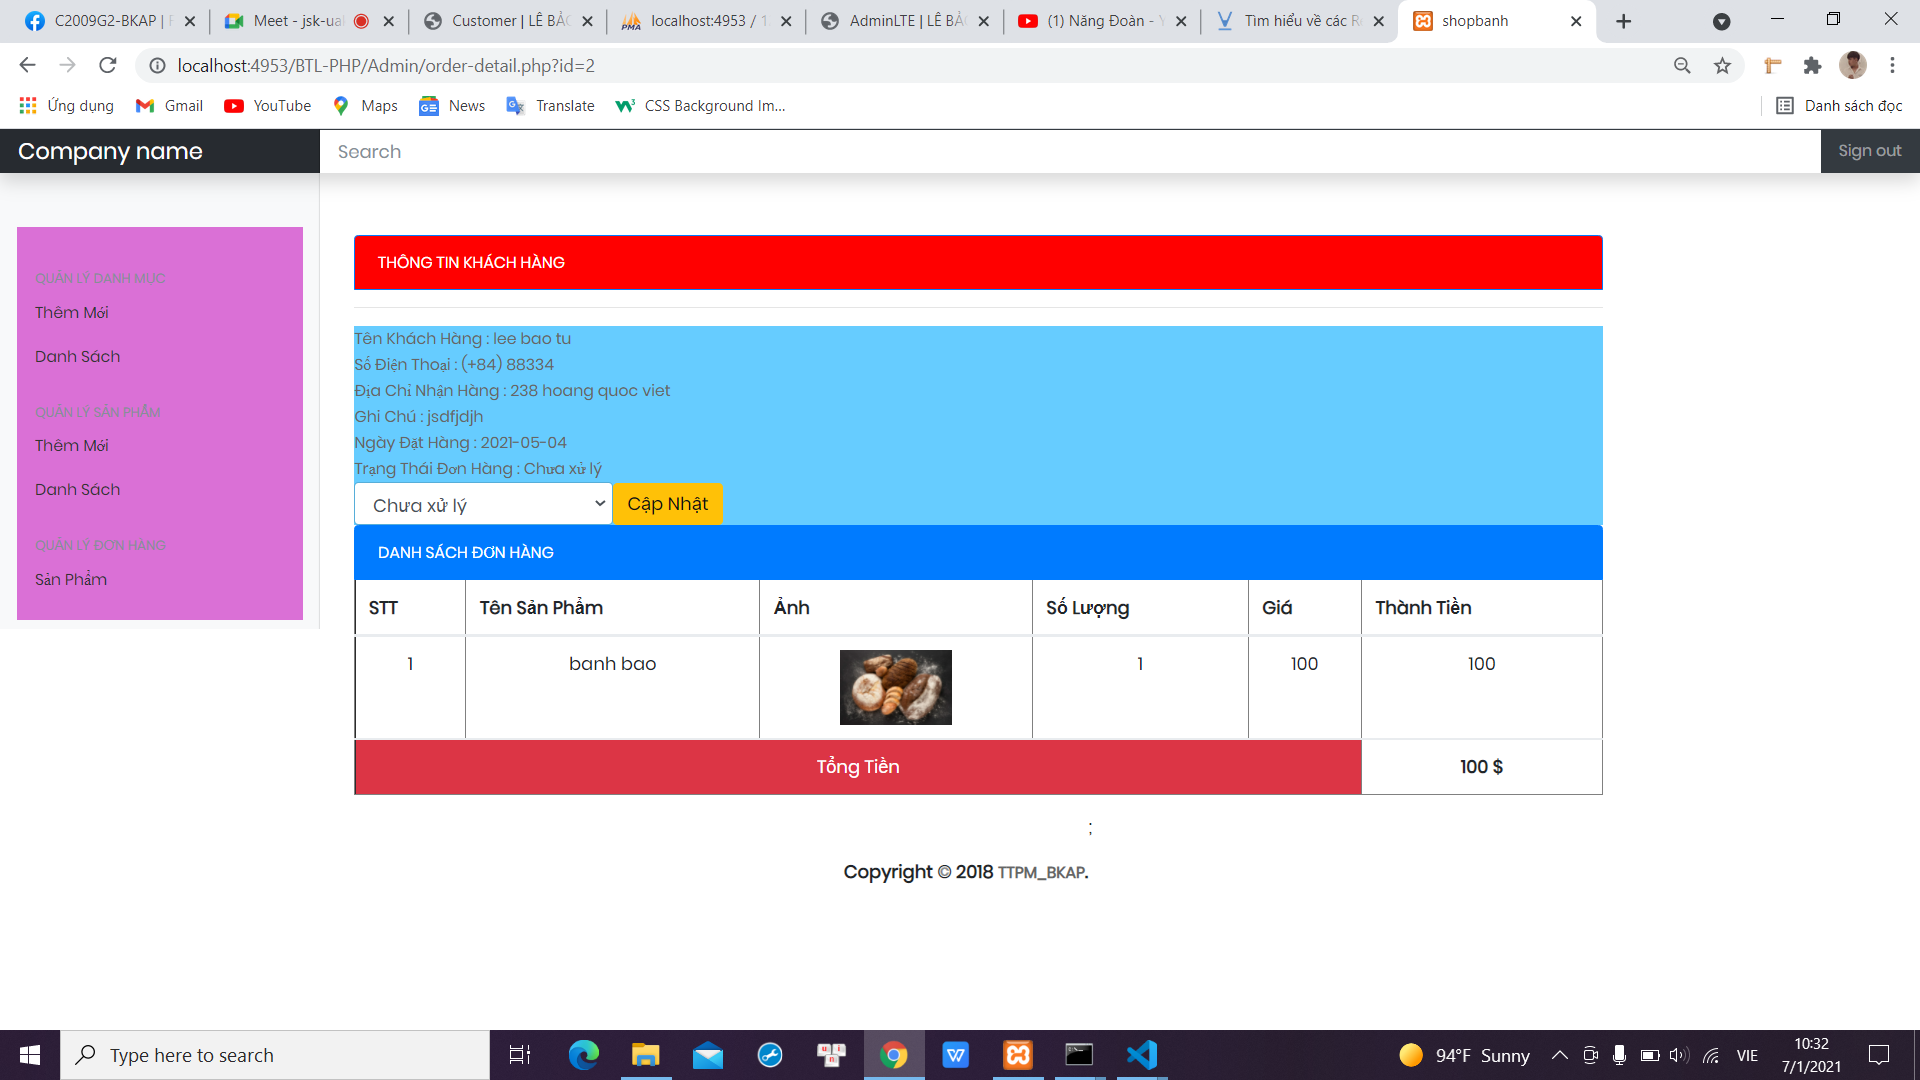 C2009G2-BKAP |
Meet - jsk-ual
Customer | LÊ BẢO
localhost:4953 / 1
AdminLTE | LÊ BẢ
(1) Năng Đoàn - Y
Tìm hiểu về các R
shopbanh
localhost:4953/BTL-PHP/Admin/order-detail.php?id=2
Ứng dụng
Gmail
YouTube
Maps
News
Translate
CSS Background Im...
Danh sách đọc
Company name
Search
Sign out
QUẢN LÝ DANH MỤC
Thêm Mới
Danh Sách
QUẢN LÝ SẢN PHẨM
Thêm Mới
Danh Sách
QUẢN LÝ ĐƠN HÀNG
Sản Phẩm
THÔNG TIN KHÁCH HÀNG
Tên Khách Hàng : lee bao tu
Số Điện Thoại : (+84) 88334
Địa Chỉ Nhận Hàng : 238 hoang quoc viet
Ghi Chú : jsdfjdjh
Ngày Đặt Hàng : 2021-05-04
Trạng Thái Đơn Hàng : Chưa xử lý
Chưa xử lý
Cập Nhật
DANH SÁCH ĐƠN HÀNG
STT Tên Sản Phẩm Ảnh Số Lượng Giá Thành Tiền
1 banh bao 1 100 100
Tổng Tiền 100 $
;
Copyright © 2018 TTPM_BKAP.
Type here to search
94°F Sunny
VIE
10:32
7/1/2021